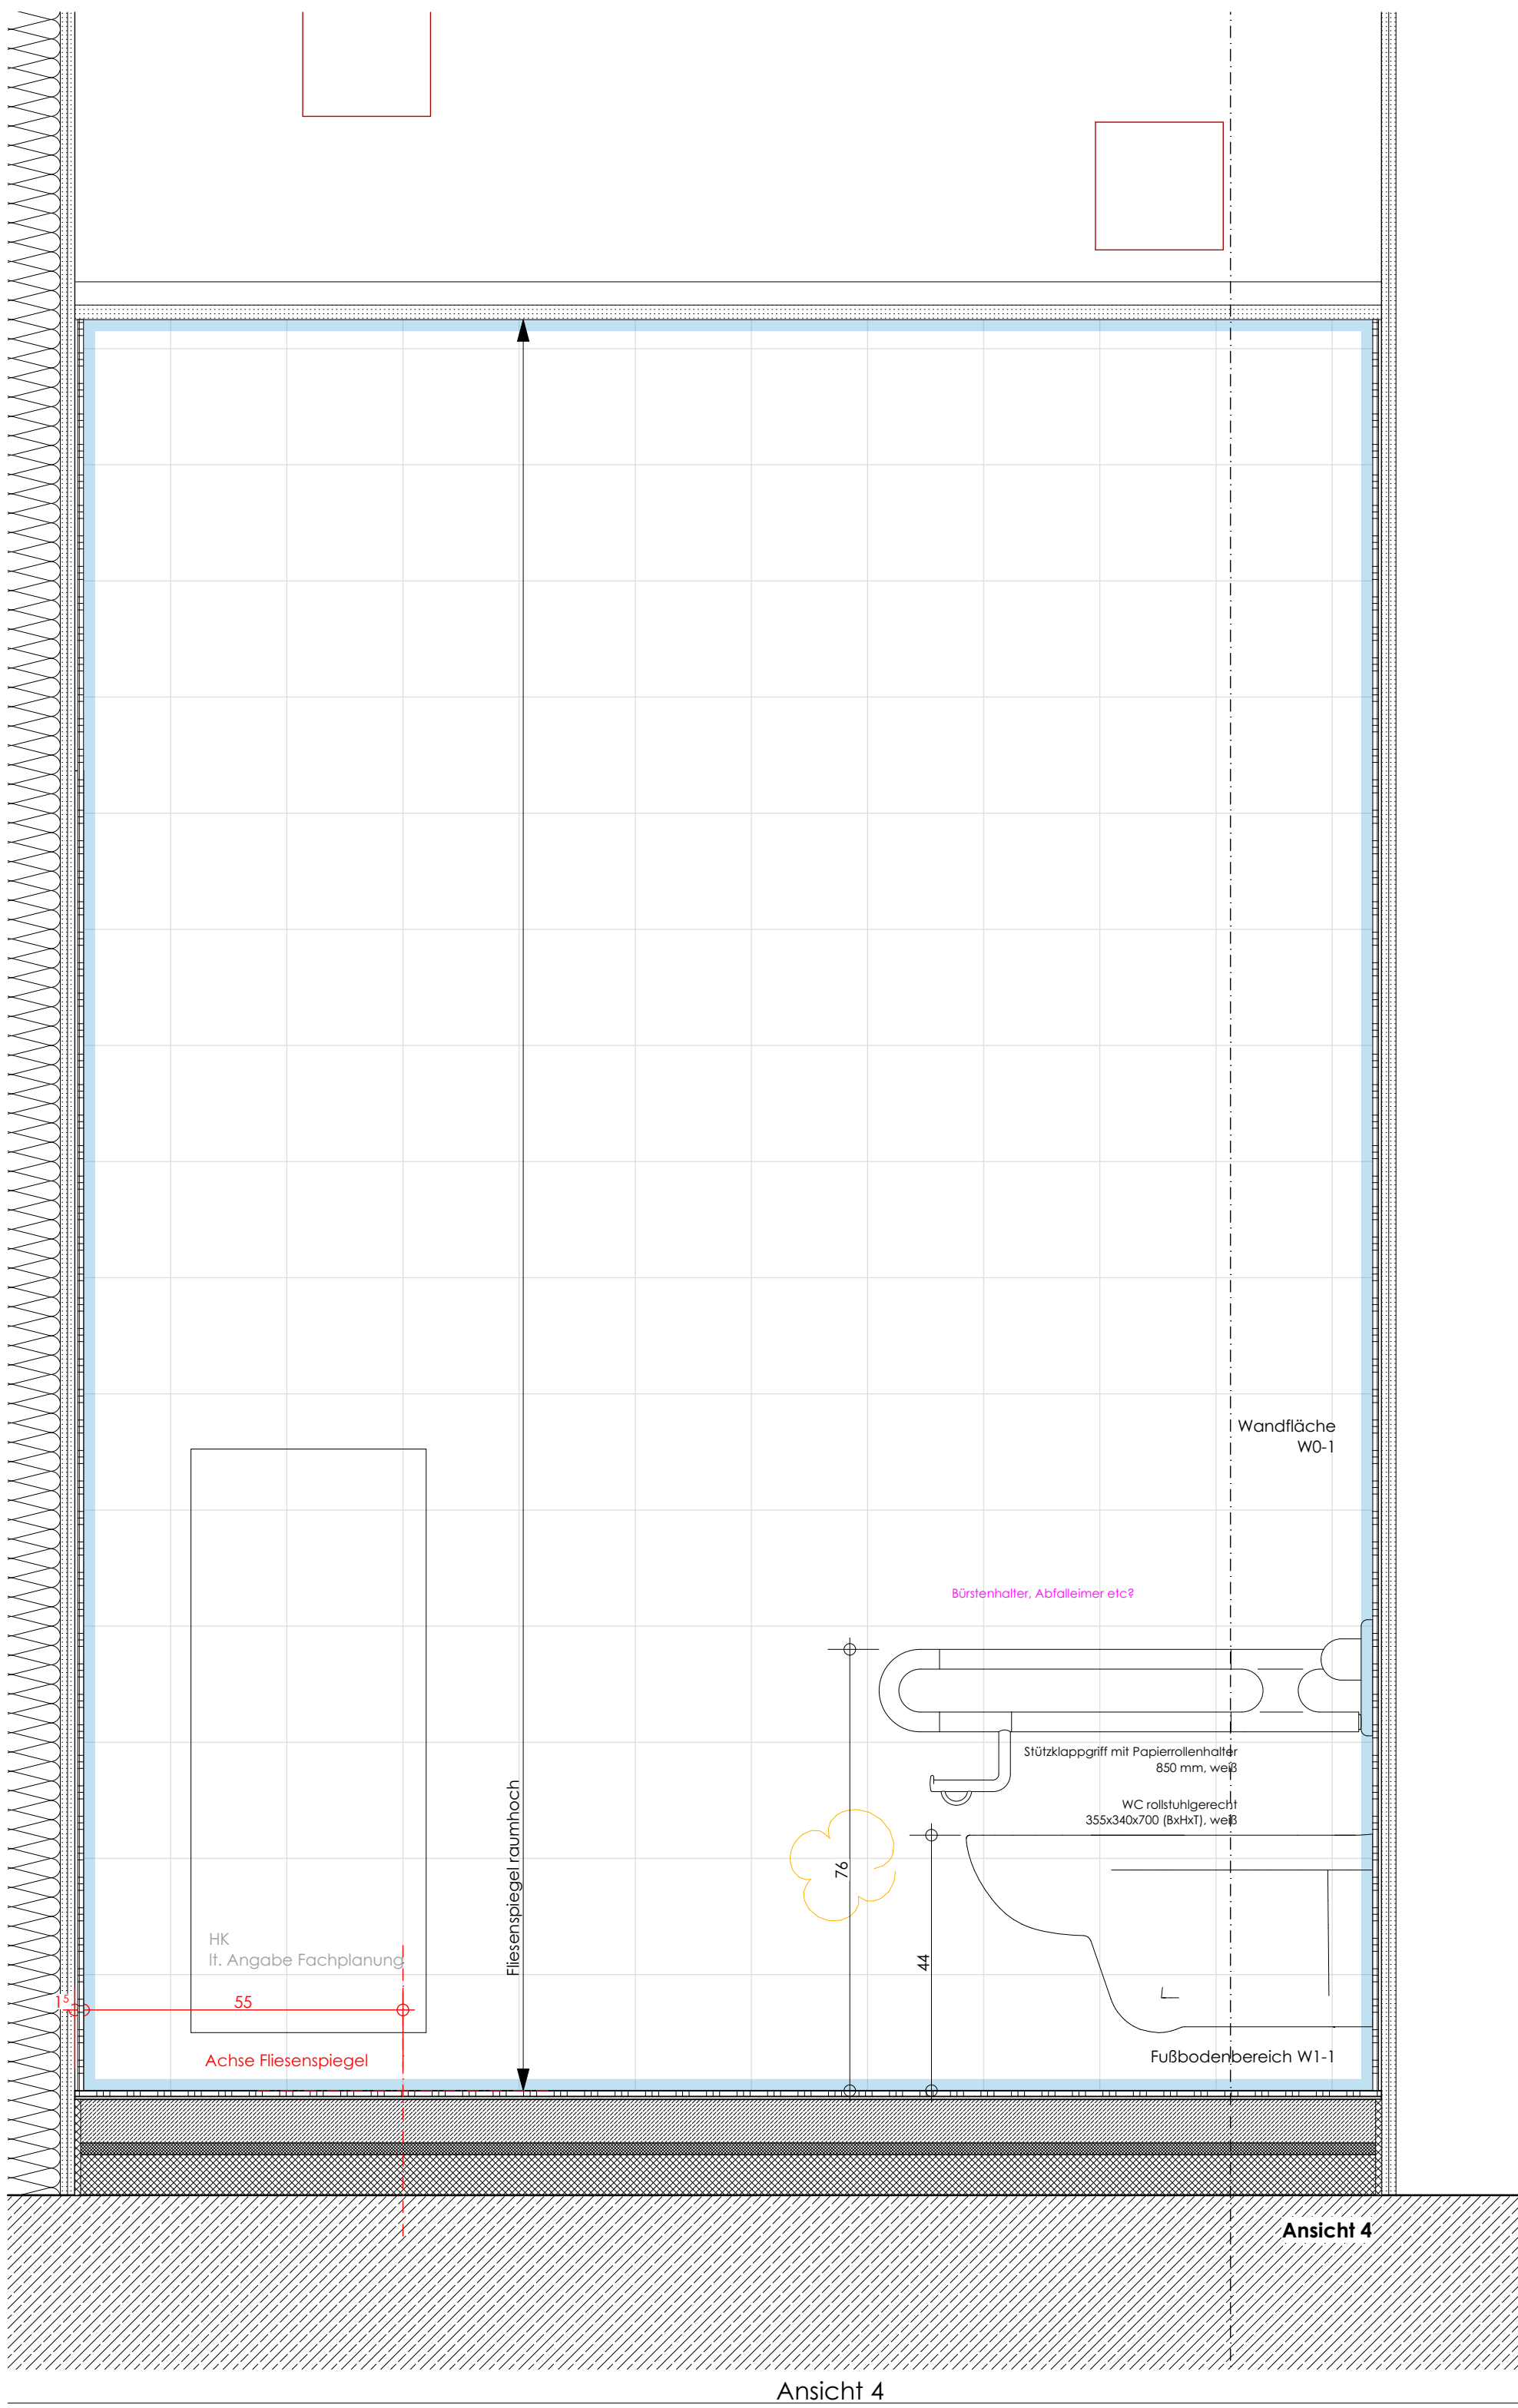 Wandfläche
W0-1
Bürstenhalter, Abfalleimer etc?
Stützklappgriff mit Papierrollenhalter
850 mm, weiß
WC rollstuhlgerecht
355x340x700 (BxHxT), weiß
Fliesenspiegel raumhoch
76
44
HK
lt. Angabe Fachplanung
1⁵
55
Achse Fliesenspiegel
Fußbodenbereich W1-1
Ansicht 4
Ansicht 4